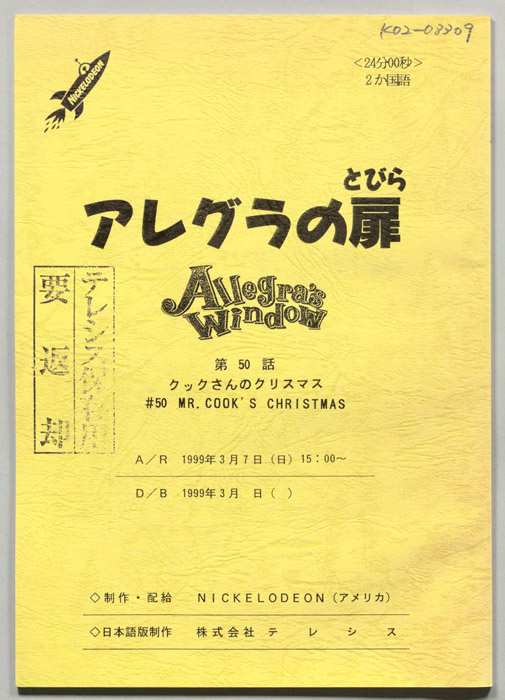 K02-03309
NICKELODEON
＜24分00秒＞
2か国語
とびら
アレグラの扉
Allegra's
Window
第 50 話
クックさんのクリスマス
#50 MR. COOK'S CHRISTMAS
要返却
A／R 1999年3月7日（日）15：00～
D／B 1999年3月 日（ ）
◇制作・配給 NICKELODEON（アメリカ）
◇日本語版制作 株式会社テレシス